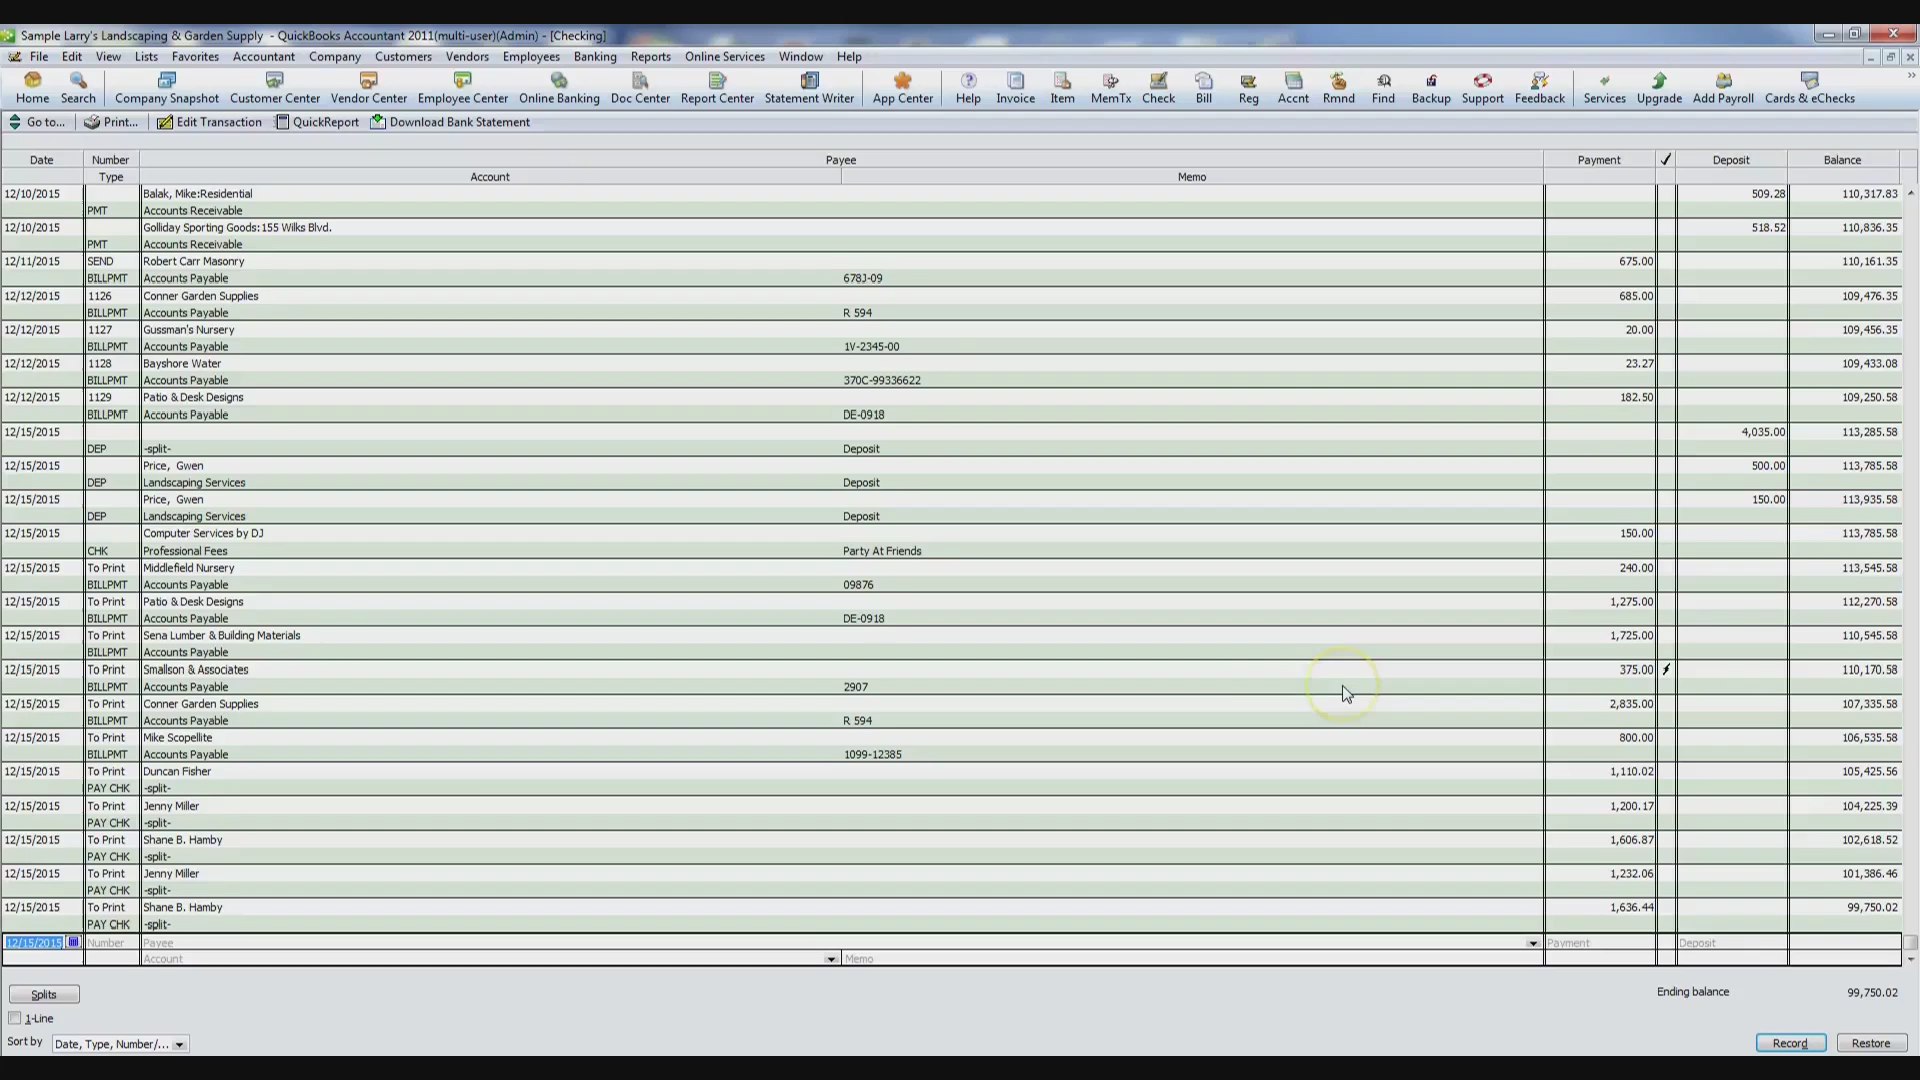 Sample Larry's Landscaping & Garden Supply - QuickBooks Accountant 2011(multi-user)(Admin) - [Checking]
File Edit View Lists Favorites Accountant Company Customers Vendors Employees Banking Reports Online Services Window Help
Home Search Company Snapshot Customer Center Vendor Center Employee Center Online Banking Doc Center Report Center Statement Writer App Center Help Invoice Item MemTx Check Bill Reg Accnt Rmnd Find Backup Support Feedback Services Upgrade Add Payroll Cards & eChecks
Go to... Print... Edit Transaction QuickReport Download Bank Statement
Date Number Payee Payment ✓ Deposit Balance
Type Account Memo
12/10/2015 Balak, Mike:Residential 509.28 110,317.83
PMT Accounts Receivable
12/10/2015 Golliday Sporting Goods:155 Wilks Blvd. 518.52 110,836.35
PMT Accounts Receivable
12/11/2015 SEND Robert Carr Masonry 675.00 110,161.35
BILLPMT Accounts Payable 678J-09
12/12/2015 1126 Conner Garden Supplies 685.00 109,476.35
BILLPMT Accounts Payable R 594
12/12/2015 1127 Gussman's Nursery 20.00 109,456.35
BILLPMT Accounts Payable 1V-2345-00
12/12/2015 1128 Bayshore Water 23.27 109,433.08
BILLPMT Accounts Payable 370C-99336622
12/12/2015 1129 Patio & Desk Designs 182.50 109,250.58
BILLPMT Accounts Payable DE-0918
12/15/2015 4,035.00 113,285.58
DEP -split- Deposit
12/15/2015 Price, Gwen 500.00 113,785.58
DEP Landscaping Services Deposit
12/15/2015 Price, Gwen 150.00 113,935.58
DEP Landscaping Services Deposit
12/15/2015 Computer Services by DJ 150.00 113,785.58
CHK Professional Fees Party At Friends
12/15/2015 To Print Middlefield Nursery 240.00 113,545.58
BILLPMT Accounts Payable 09876
12/15/2015 To Print Patio & Desk Designs 1,275.00 112,270.58
BILLPMT Accounts Payable DE-0918
12/15/2015 To Print Sena Lumber & Building Materials 1,725.00 110,545.58
BILLPMT Accounts Payable
12/15/2015 To Print Smallson & Associates 375.00 110,170.58
BILLPMT Accounts Payable 2907
12/15/2015 To Print Conner Garden Supplies 2,835.00 107,335.58
BILLPMT Accounts Payable R 594
12/15/2015 To Print Mike Scopellite 800.00 106,535.58
BILLPMT Accounts Payable 1099-12385
12/15/2015 To Print Duncan Fisher 1,110.02 105,425.56
PAY CHK -split-
12/15/2015 To Print Jenny Miller 1,200.17 104,225.39
PAY CHK -split-
12/15/2015 To Print Shane B. Hamby 1,606.87 102,618.52
PAY CHK -split-
12/15/2015 To Print Jenny Miller 1,232.06 101,386.46
PAY CHK -split-
12/15/2015 To Print Shane B. Hamby 1,636.44 99,750.02
PAY CHK -split-
12/15/2015 Number Payee Payment Deposit
Account Memo
Splits Ending balance 99,750.02
1-Line
Sort by Date, Type, Number/... Record Restore